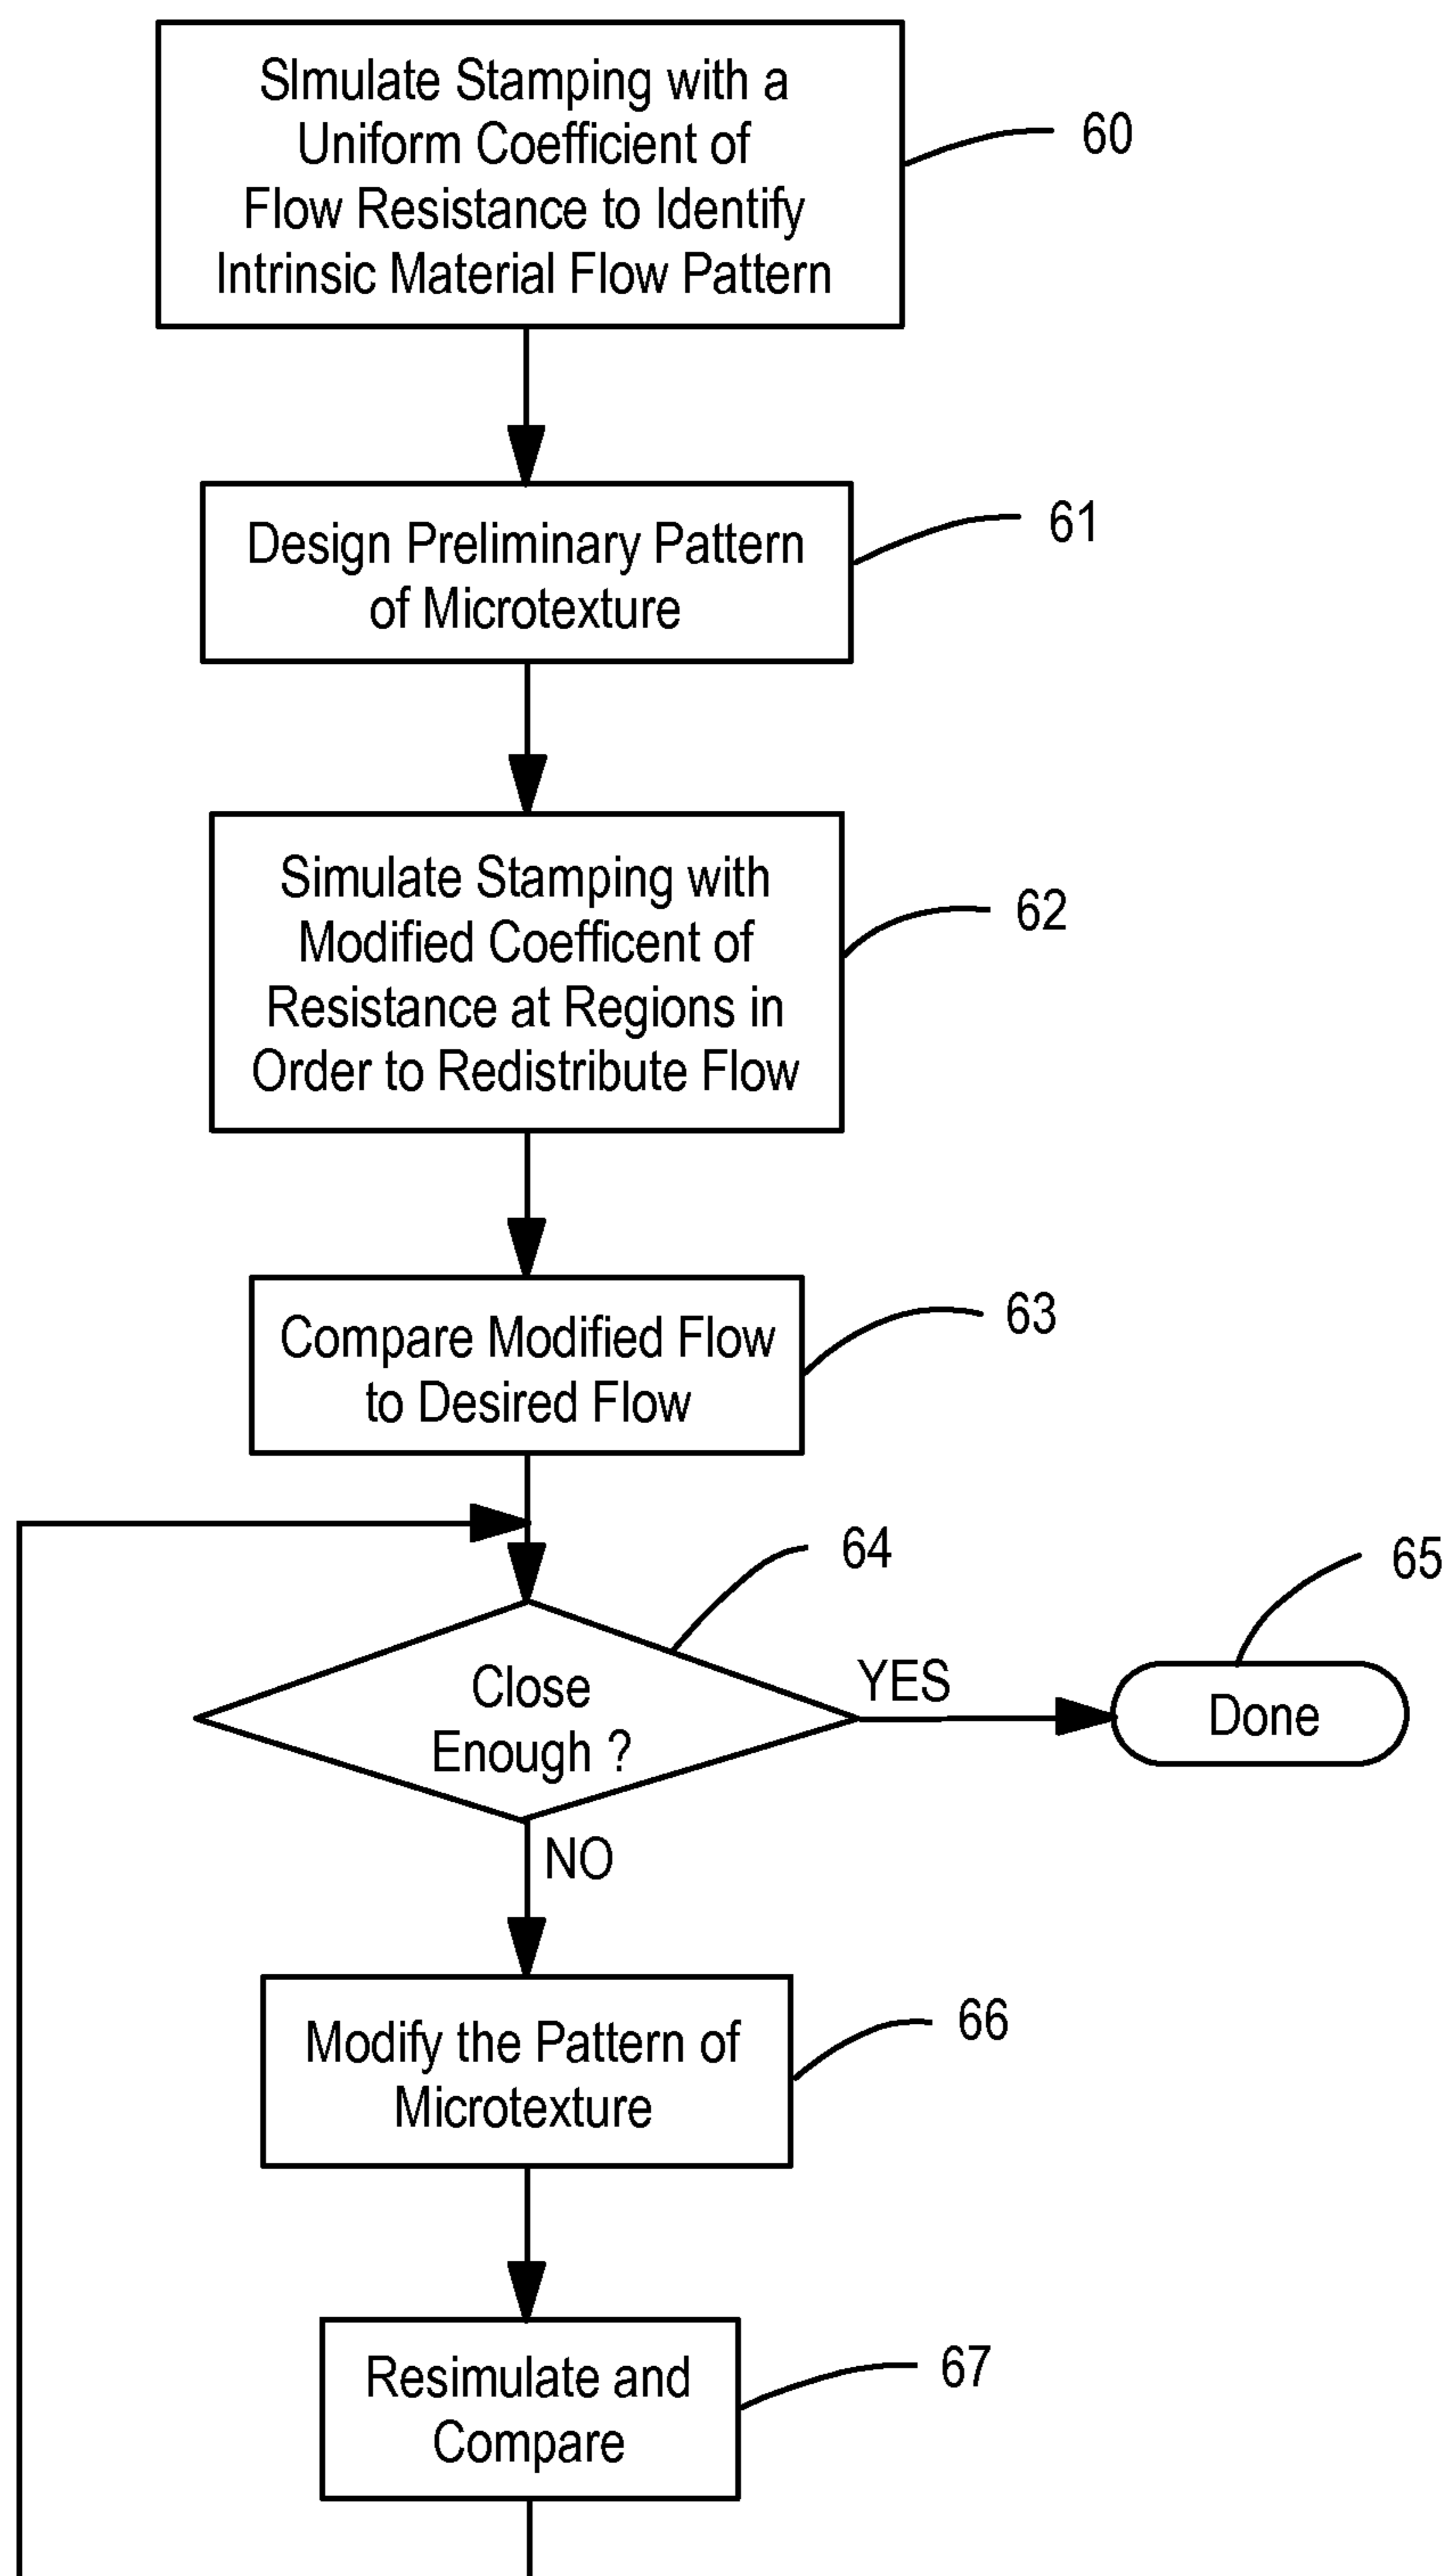 SImulate Stamping with a
Uniform Coefficient of
Flow Resistance to Identify
Intrinsic Material Flow Pattern
60
Design Preliminary Pattern
of Microtexture
61
Simulate Stamping with
Modified Coefficent of
Resistance at Regions in
Order to Redistribute Flow
62
Compare Modified Flow
to Desired Flow
63
Close
Enough ?
64
YES
Done
65
NO
Modify the Pattern of
Microtexture
66
Resimulate and
Compare
67